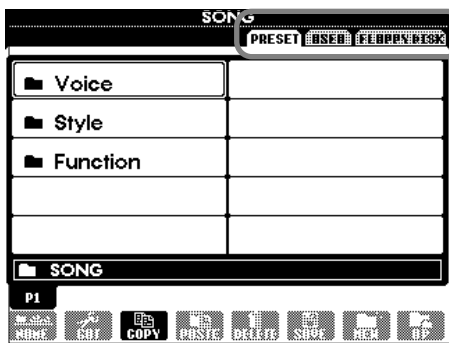 SONG
PRESET USER FLOPPY DISK
Voice
Style
Function
SONG
P1
NAME CUT COPY PASTE DELETE SAVE NEW UP